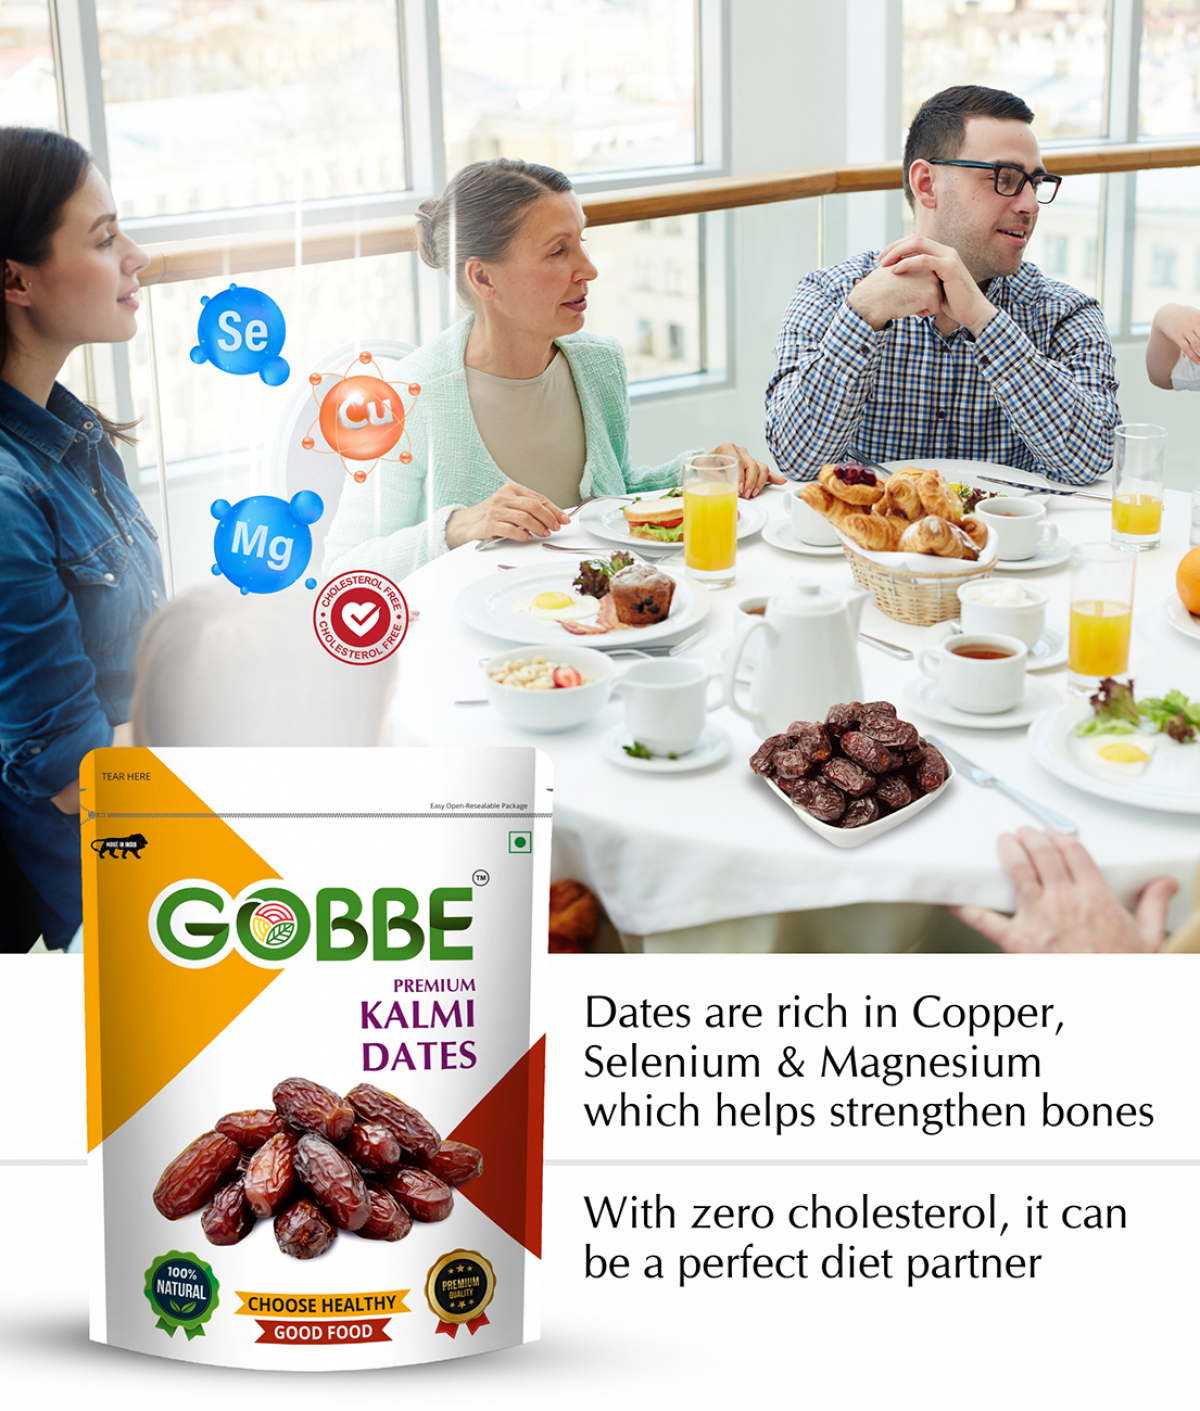 Se
Cu
Mg
CHOLESTEROL FREE
CHOLESTEROL FREE
TEAR HERE
Easy Open-Resealable Package
MAKE IN INDIA
GOBBE
TM
PREMIUM
KALMI
DATES
100%
NATURAL
CHOOSE HEALTHY
GOOD FOOD
PREMIUM
QUALITY
Dates are rich in Copper,
Selenium & Magnesium
which helps strengthen bones
With zero cholesterol, it can
be a perfect diet partner